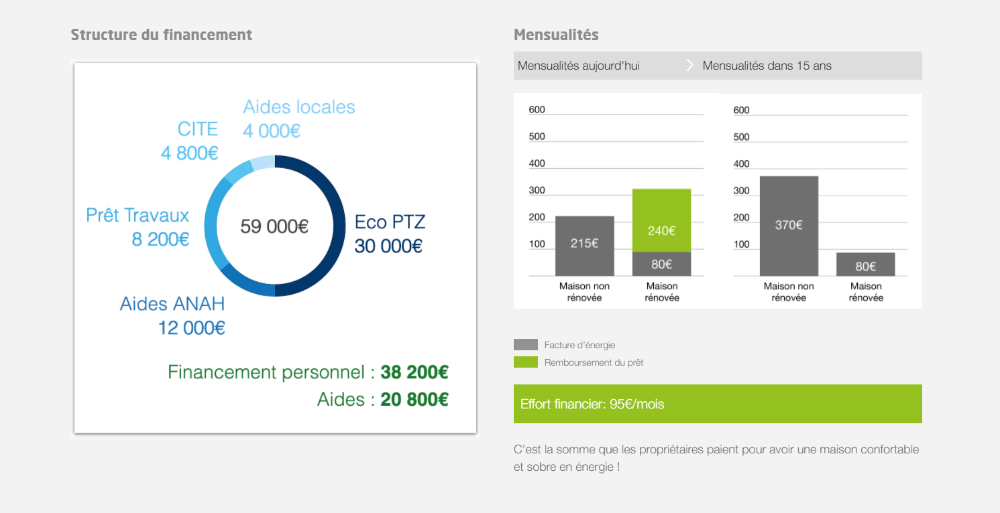 Structure du financement
Aides locales
4 000€
CITE
4 800€
Prêt Travaux
8 200€
59 000€
Eco PTZ
30 000€
Aides ANAH
12 000€
Financement personnel : 38 200€
Aides : 20 800€
Mensualités
Mensualités aujourd'hui
Mensualités dans 15 ans
600
500
400
300
200
100
215€
240€
80€
Maison non
rénovée
Maison
rénovée
600
500
400
300
200
100
370€
80€
Maison non
rénovée
Maison
rénovée
Facture d'énergie
Remboursement du prêt
Effort financier: 95€/mois
C'est la somme que les propriétaires paient pour avoir une maison confortable
et sobre en énergie !